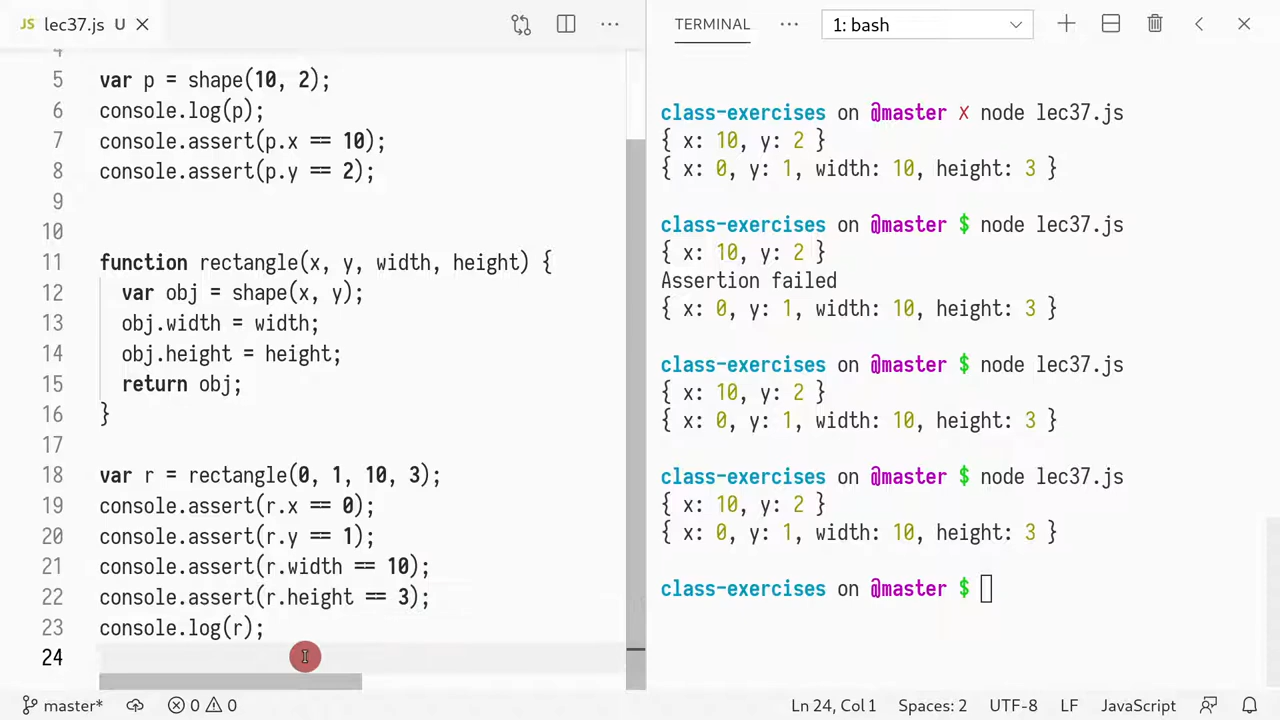 JS lec37.js U
TERMINAL
1: bash
4
5 var p = shape(10, 2);
6 console.log(p);
7 console.assert(p.x == 10);
8 console.assert(p.y == 2);
9
10
11 function rectangle(x, y, width, height) {
12 var obj = shape(x, y);
13 obj.width = width;
14 obj.height = height;
15 return obj;
16 }
17
18 var r = rectangle(0, 1, 10, 3);
19 console.assert(r.x == 0);
20 console.assert(r.y == 1);
21 console.assert(r.width == 10);
22 console.assert(r.height == 3);
23 console.log(r);
24
class-exercises on @master ✗ node lec37.js
{ x: 10, y: 2 }
{ x: 0, y: 1, width: 10, height: 3 }
class-exercises on @master $ node lec37.js
{ x: 10, y: 2 }
Assertion failed
{ x: 0, y: 1, width: 10, height: 3 }
class-exercises on @master $ node lec37.js
{ x: 10, y: 2 }
{ x: 0, y: 1, width: 10, height: 3 }
class-exercises on @master $ node lec37.js
{ x: 10, y: 2 }
{ x: 0, y: 1, width: 10, height: 3 }
class-exercises on @master $
master* 0 0 Ln 24, Col 1 Spaces: 2 UTF-8 LF JavaScript